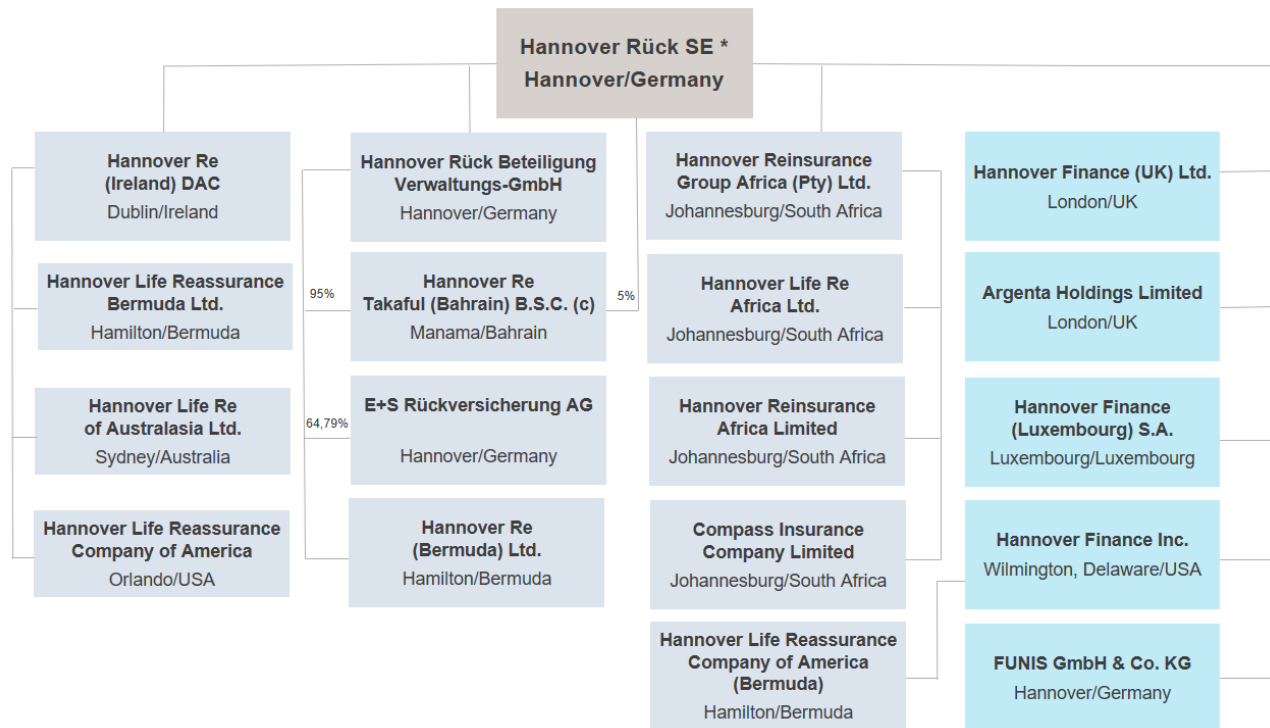 Hannover Rück SE *
Hannover/Germany
Hannover Re
(Ireland) DAC
Dublin/Ireland
Hannover Life Reassurance
Bermuda Ltd.
Hamilton/Bermuda
Hannover Life Re
of Australasia Ltd.
Sydney/Australia
Hannover Life Reassurance
Company of America
Orlando/USA
Hannover Rück Beteiligung
Verwaltungs-GmbH
Hannover/Germany
95%
Hannover Re
Takaful (Bahrain) B.S.C. (c)
Manama/Bahrain
5%
64,79%
E+S Rückversicherung AG
Hannover/Germany
Hannover Re
(Bermuda) Ltd.
Hamilton/Bermuda
Hannover Reinsurance
Group Africa (Pty) Ltd.
Johannesburg/South Africa
Hannover Life Re
Africa Ltd.
Johannesburg/South Africa
Hannover Reinsurance
Africa Limited
Johannesburg/South Africa
Compass Insurance
Company Limited
Johannesburg/South Africa
Hannover Life Reassurance
Company of America
(Bermuda)
Hamilton/Bermuda
Hannover Finance (UK) Ltd.
London/UK
Argenta Holdings Limited
London/UK
Hannover Finance
(Luxembourg) S.A.
Luxembourg/Luxembourg
Hannover Finance Inc.
Wilmington, Delaware/USA
FUNIS GmbH & Co. KG
Hannover/Germany